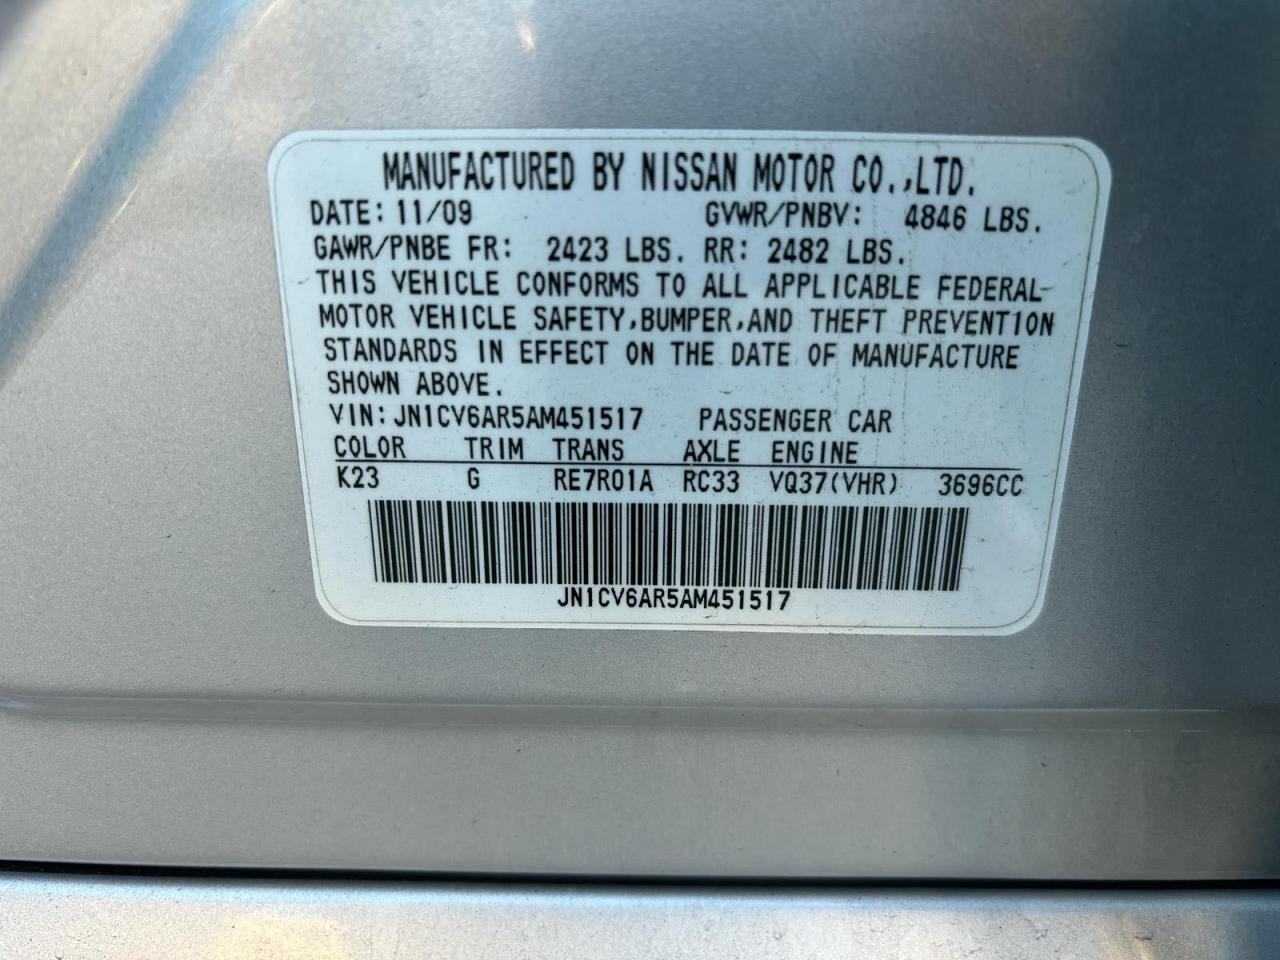 MANUFACTURED BY NISSAN MOTOR CO.,LTD.
DATE: 11/09 GVWR/PNBV: 4846 LBS.
GAWR/PNBE FR: 2423 LBS. RR: 2482 LBS.
THIS VEHICLE CONFORMS TO ALL APPLICABLE FEDERAL
MOTOR VEHICLE SAFETY,BUMPER,AND THEFT PREVENTION
STANDARDS IN EFFECT ON THE DATE OF MANUFACTURE
SHOWN ABOVE.
VIN: JN1CV6AR5AM451517 PASSENGER CAR
COLOR TRIM TRANS AXLE ENGINE
K23 G RE7R01A RC33 VQ37(VHR) 3696CC
JN1CV6AR5AM451517